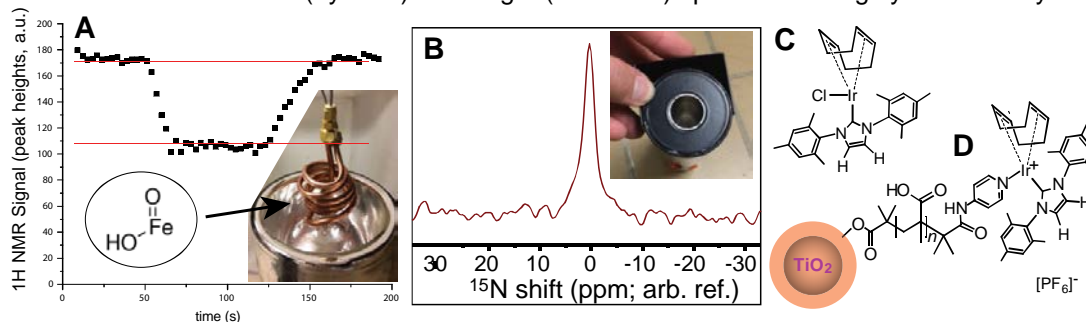 A
1H NMR Signal (peak heights, a.u.)
200
180
160
140
120
100
80
60
40
20
0
0
50
100
150
200
time (s)
O
Fe
HO
B
30
20
10
0
-10
-20
-30
15N shift (ppm; arb. ref.)
C
Cl
Ir
N
N
H
H
D
Ir+
N
N
N
H
H
HO
O
NH
O
O
O
n
TiO2
[PF6]-